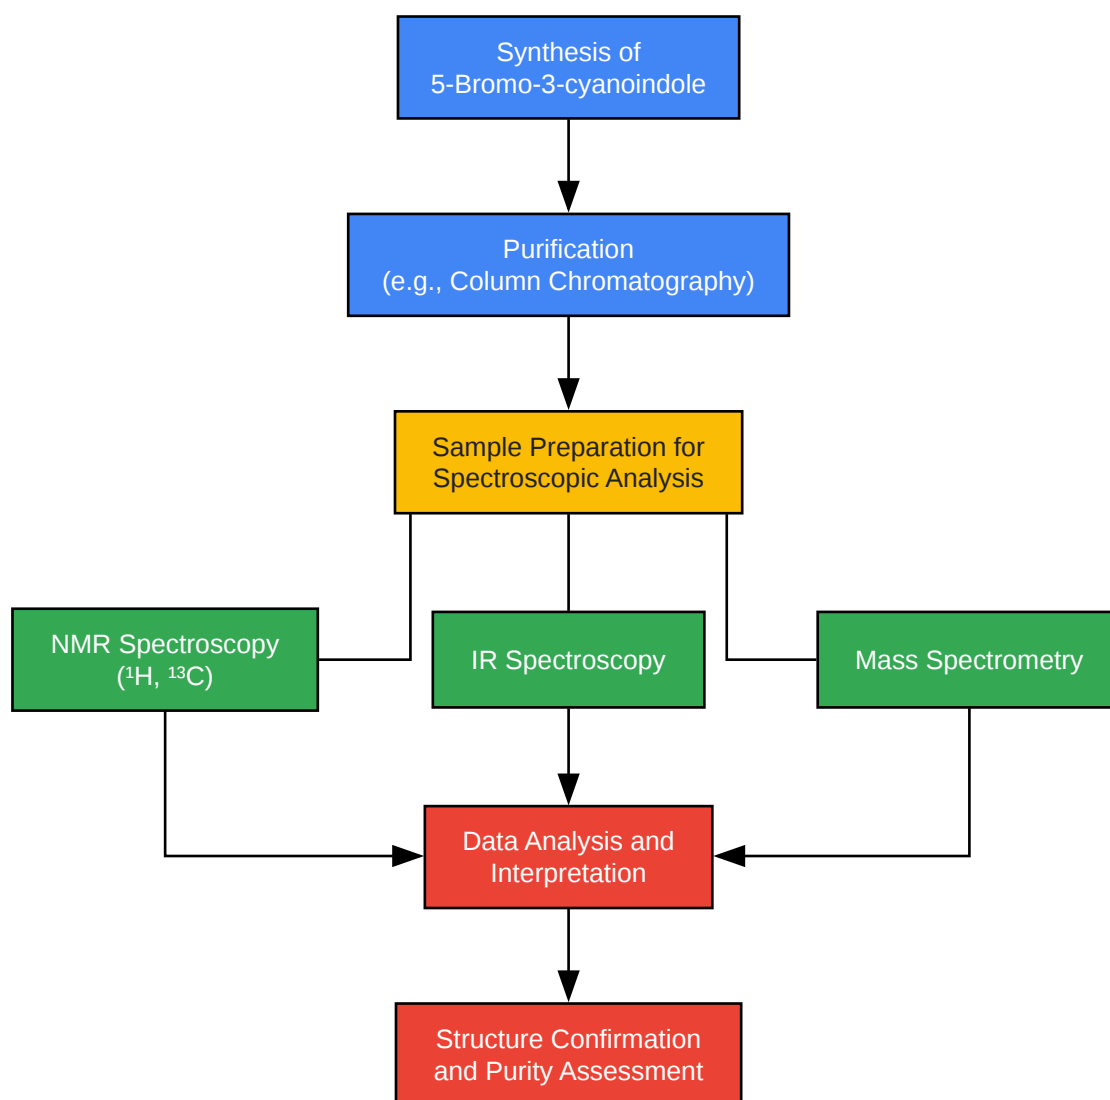 Synthesis of
5-Bromo-3-cyanoindole
Purification
(e.g., Column Chromatography)
Sample Preparation for
Spectroscopic Analysis
NMR Spectroscopy
(¹H, ¹³C)
IR Spectroscopy
Mass Spectrometry
Data Analysis and
Interpretation
Structure Confirmation
and Purity Assessment